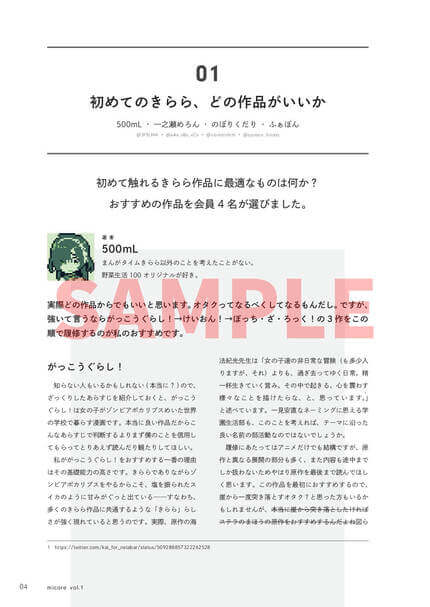 01
初めてのきらら、どの作品がいいか
500mL ・ 一之瀬めろん ・ のぼりくだり ・ ふぁぼん
初めて触れるきらら作品に最適なものは何か？
おすすめの作品を会員 4 名が選びました。
著者
500mL
まんがタイムきらら以外のことを考えたことがない。
野菜生活 100 オリジナルが好き。
SAMPLE
実際どの作品からでもいいと思います。オタクってなるべくしてなるもんだし。ですが、
強いて言うならがっこうぐらし！→けいおん！→ぼっち・ざ・ろっく！の 3 作をこの
順で履修するのが私のおすすめです。
がっこうぐらし！
知らない人もいるかもしれない（本当に？）ので、
ざっくりしたあらすじを紹介しておくと、がっこう
ぐらし！は女の子がゾンビアポカリプスめいた世界
の学校で暮らす漫画です。本当に良い作品だからこ
んなあらすじで判断するよりまず僕のことを信用し
てもらってとりあえず読んだり観たりしてほしい。
私ががっこうぐらし！をおすすめする一番の理由
はその基礎能力の高さです。きららでありながらゾ
ンビアポカリプスをやるからこそ、塩を振られたス
イカのように甘みがぐっと出ている――すなわち、
多くのきらら作品に共通するような「きらら」らし
さが強く現れていると思うのです。実際、原作の海
法紀光先生は「女の子達の非日常な冒険（も多少入
りますが、それ）よりも、過ぎ去ってゆく日常。精
一杯生きていく営み。その中で起きる、心を震わす
様々なことを描けたらな、と、思っています。」
と述べています。一見安直なネーミングに思える学
園生活部も、このことを考えれば、テーマに沿った
良い名前の部活動なのではないでしょうか。
履修にあたってはアニメだけでも結構ですが、原
作と異なる展開の部分も多く、また内容も途中まで
しか扱わないためやはり原作を最後まで読んでほし
く思います。この作品を最初におすすめするので、
崖から一度突き落とすオタク？と思った方もいるか
もしれませんが、本当に崖から突き落としたければ
ステラのまほうの原作をおすすめするんだよね図ら
04
micare vol.1